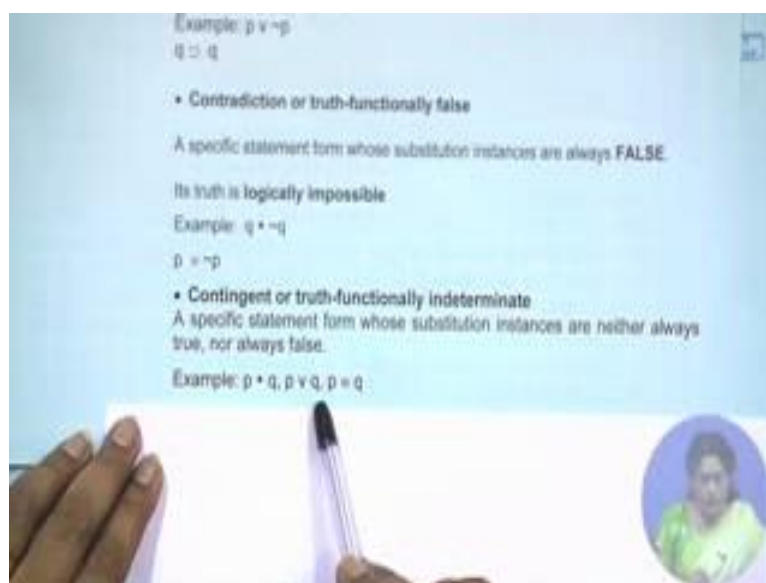 Example: p v ~p
q ⊃ q
• Contradiction or truth-functionally false
A specific statement form whose substitution instances are always FALSE.
Its truth is logically impossible
Example: q • ~q
p ≡ ~p
• Contingent or truth-functionally indeterminate
A specific statement form whose substitution instances are neither always
true, nor always false.
Example: p • q, p v q, p ≡ q